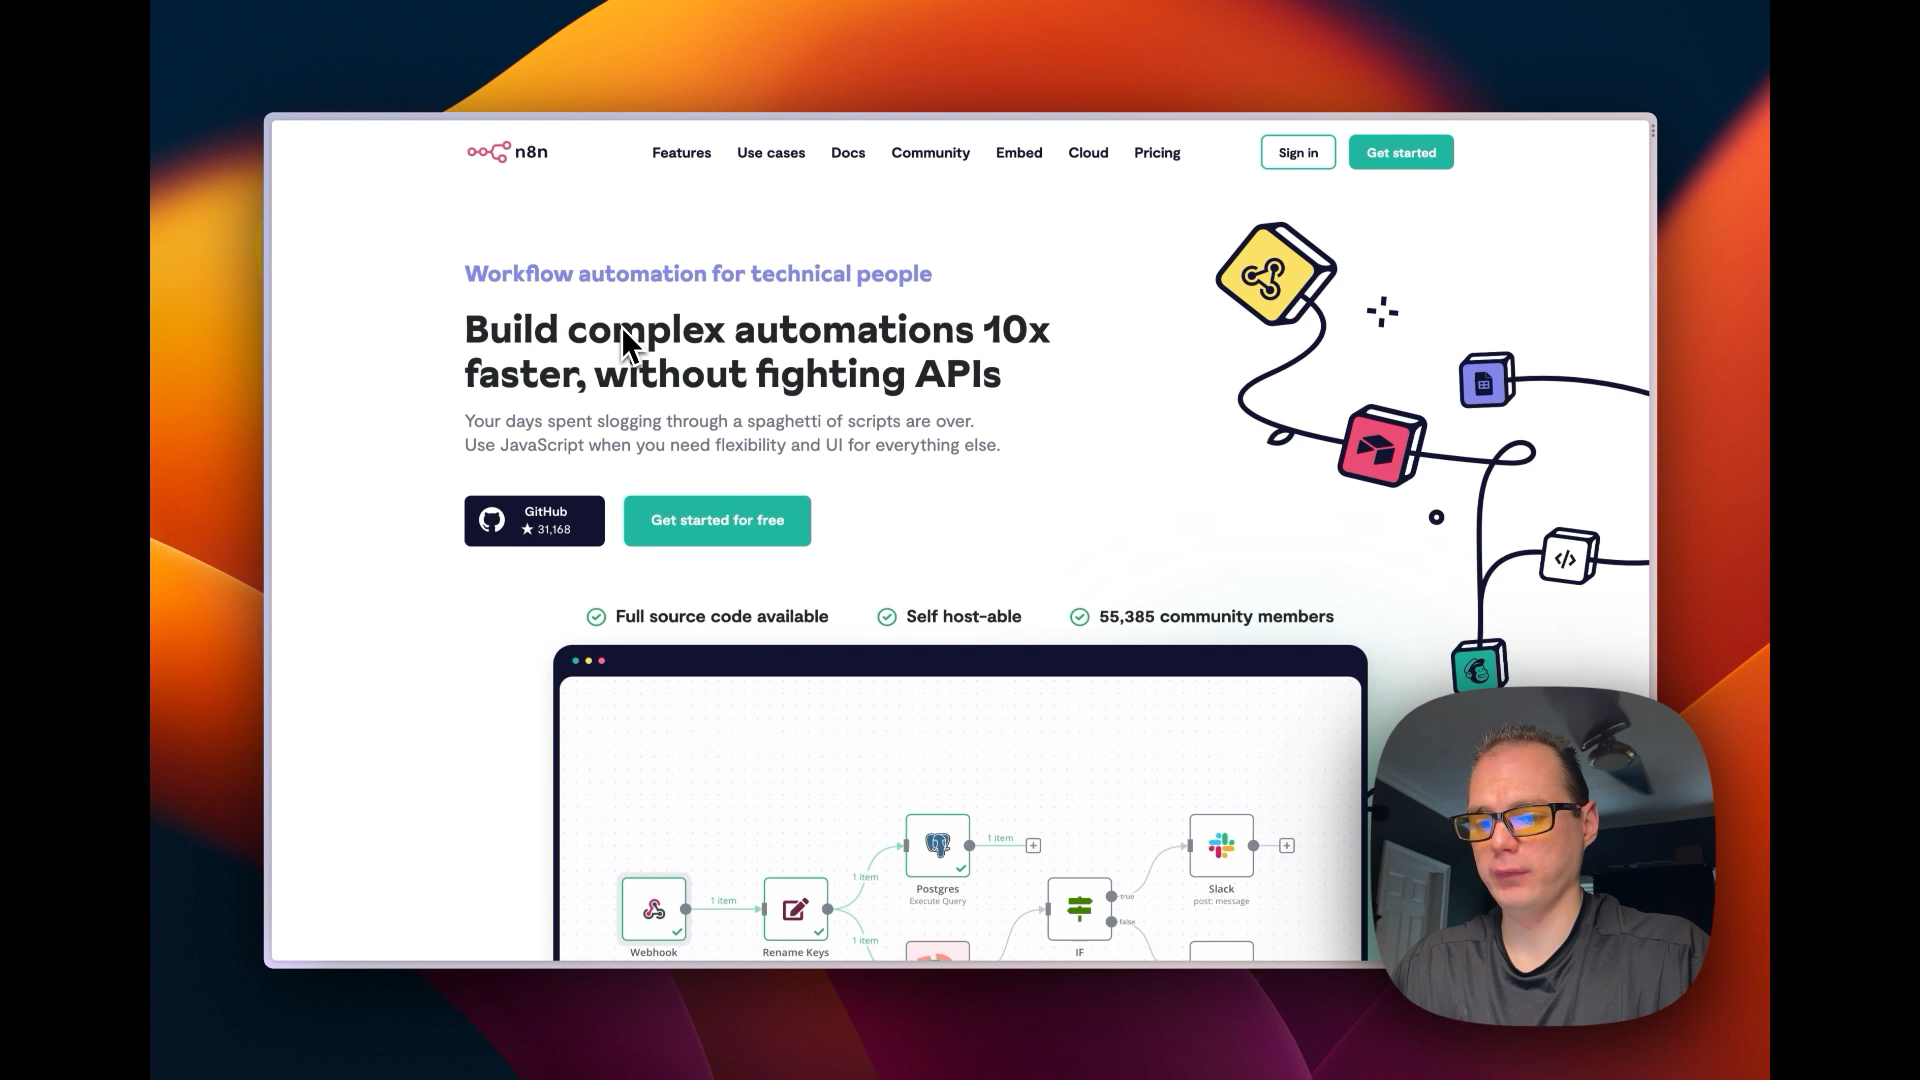 n8n
Features
Use cases
Docs
Community
Embed
Cloud
Pricing
Sign in
Get started
Workflow automation for technical people
Build complex automations 10x
faster, without fighting APIs
Your days spent slogging through a spaghetti of scripts are over.
Use JavaScript when you need flexibility and UI for everything else.
GitHub
★ 31,168
Get started for free
Full source code available
Self host-able
55,385 community members
1 item
Postgres
Execute Query
1 item
1 item
Webhook
Rename Keys
1 item
true
false
IF
Slack
post: message